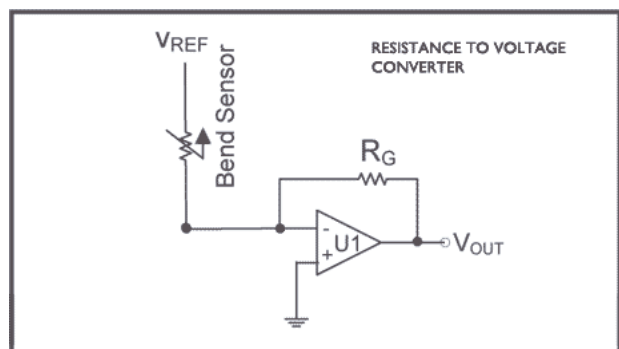 VREF
RESISTANCE TO VOLTAGE
CONVERTER
Bend Sensor
RG
-
U1
+
VOUT